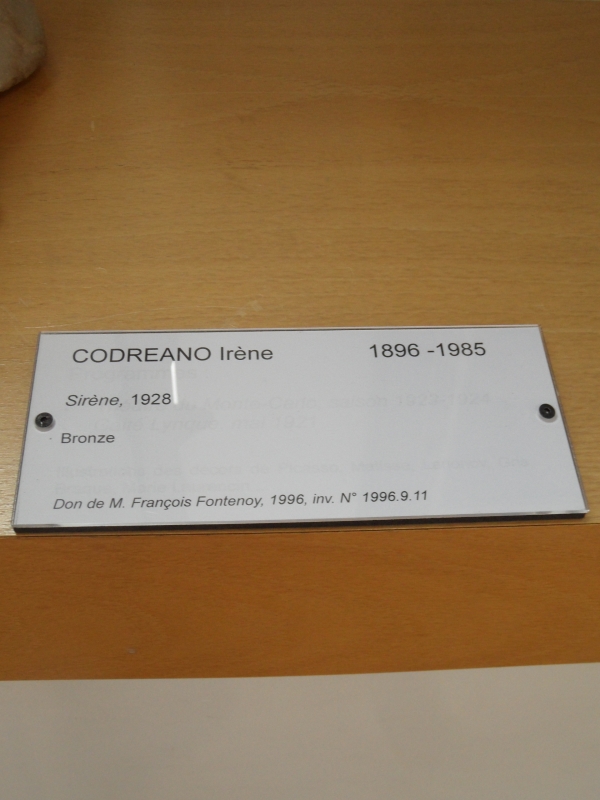 CODREANO Irène 1896 -1985
Sirène, 1928
Bronze
Don de M. François Fontenoy, 1996, inv. N° 1996.9.11